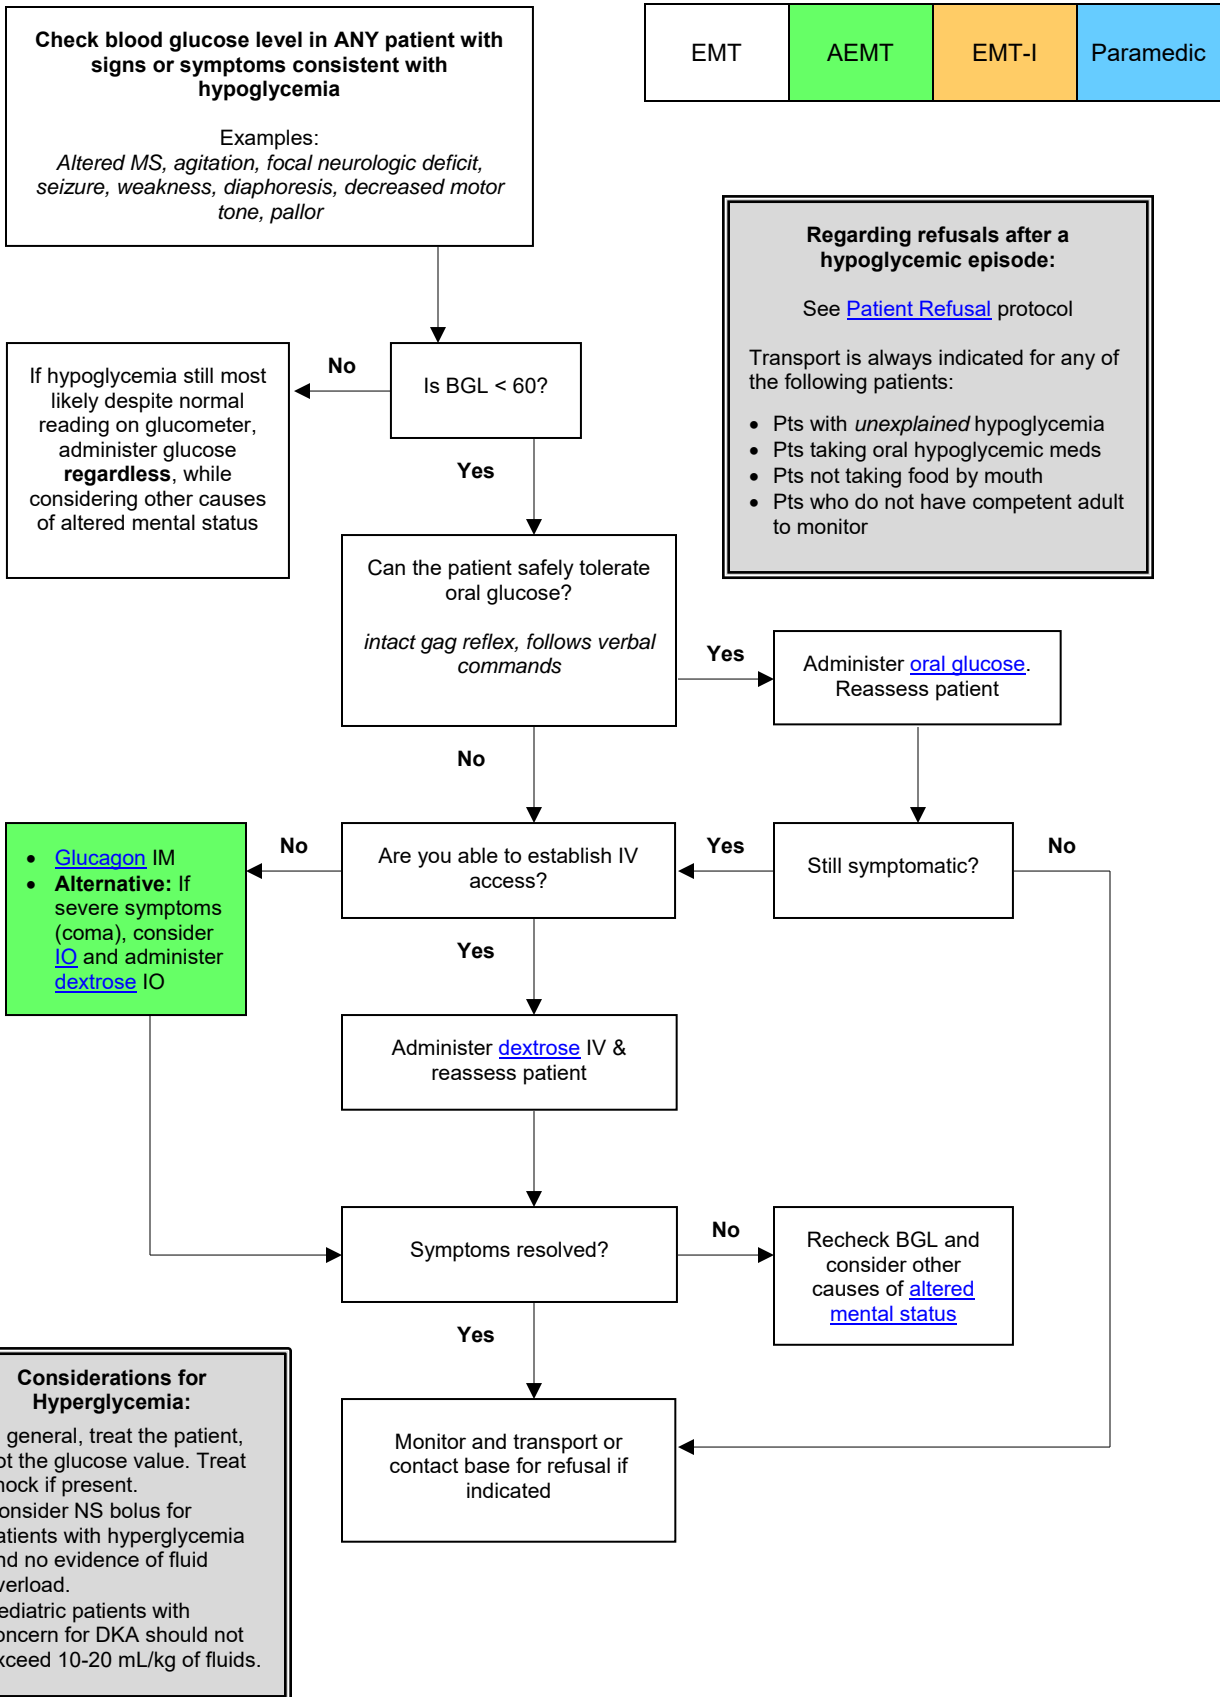 Check blood glucose level in ANY patient with
signs or symptoms consistent with
hypoglycemia
Examples:
Altered MS, agitation, focal neurologic deficit,
seizure, weakness, diaphoresis, decreased motor
tone, pallor
EMT
AEMT
EMT-I
Paramedic
Regarding refusals after a
hypoglycemic episode:
See Patient Refusal protocol
Transport is always indicated for any of
the following patients:
• Pts with unexplained hypoglycemia
• Pts taking oral hypoglycemic meds
• Pts not taking food by mouth
• Pts who do not have competent adult
to monitor
No
Is BGL < 60?
If hypoglycemia still most
likely despite normal
reading on glucometer,
administer glucose
regardless, while
considering other causes
of altered mental status
Yes
Can the patient safely tolerate
oral glucose?
intact gag reflex, follows verbal
commands
Yes
Administer oral glucose.
Reassess patient
No
• Glucagon IM
• Alternative: If
severe symptoms
(coma), consider
IO and administer
dextrose IO
No
Are you able to establish IV
access?
Yes
Still symptomatic?
No
Yes
Administer dextrose IV &
reassess patient
Symptoms resolved?
No
Recheck BGL and
consider other
causes of altered
mental status
Yes
Monitor and transport or
contact base for refusal if
indicated
Considerations for
Hyperglycemia:
general, treat the patient,
the glucose value. Treat
if present.
NS bolus for
with hyperglycemia
no evidence of fluid
patients with
for DKA should not
10-20 mL/kg of fluids.